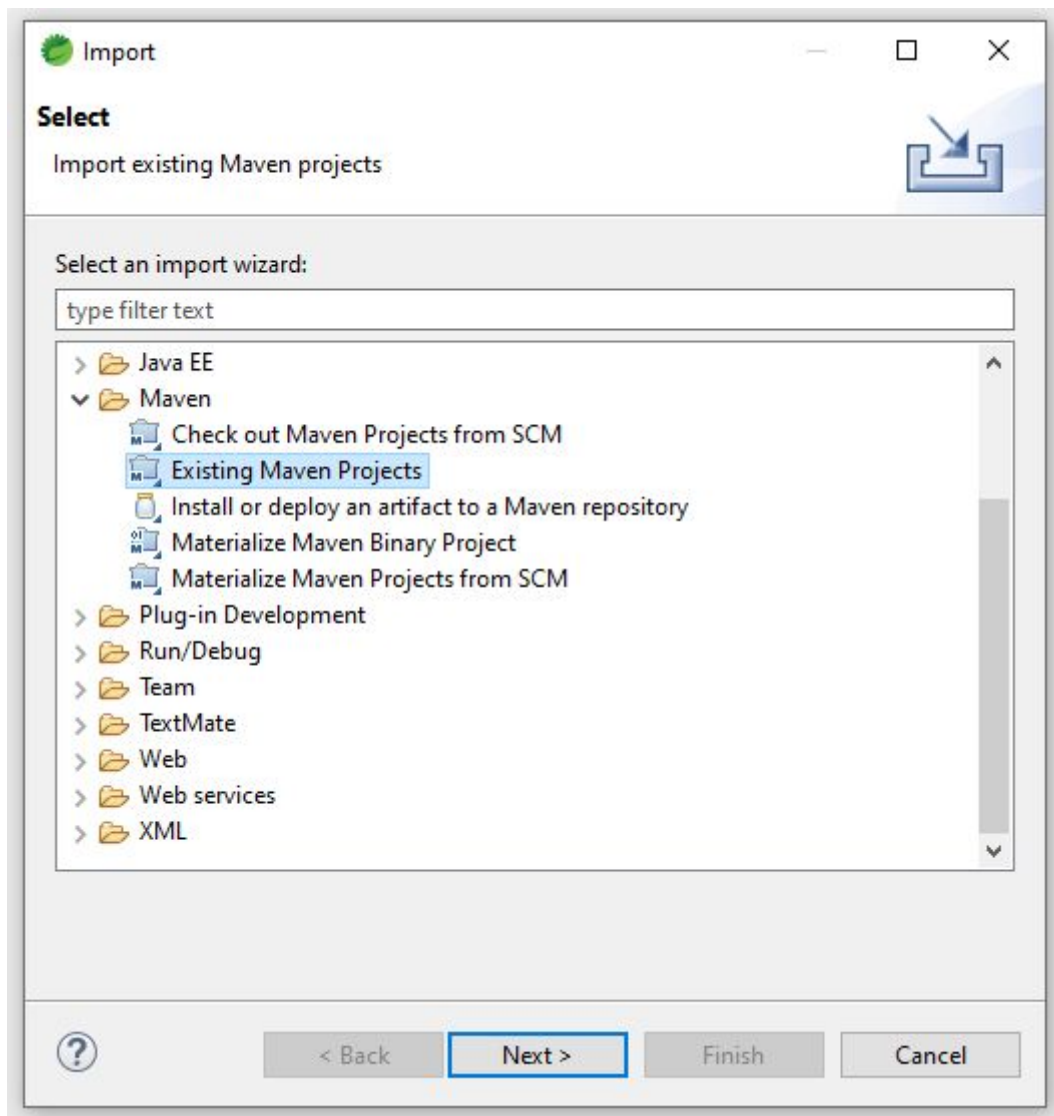 Import
Select
Import existing Maven projects
Select an import wizard:
type filter text
Java EE
Maven
Check out Maven Projects from SCM
Existing Maven Projects
Install or deploy an artifact to a Maven repository
Materialize Maven Binary Project
Materialize Maven Projects from SCM
Plug-in Development
Run/Debug
Team
TextMate
Web
Web services
XML
? < Back Next > Finish Cancel